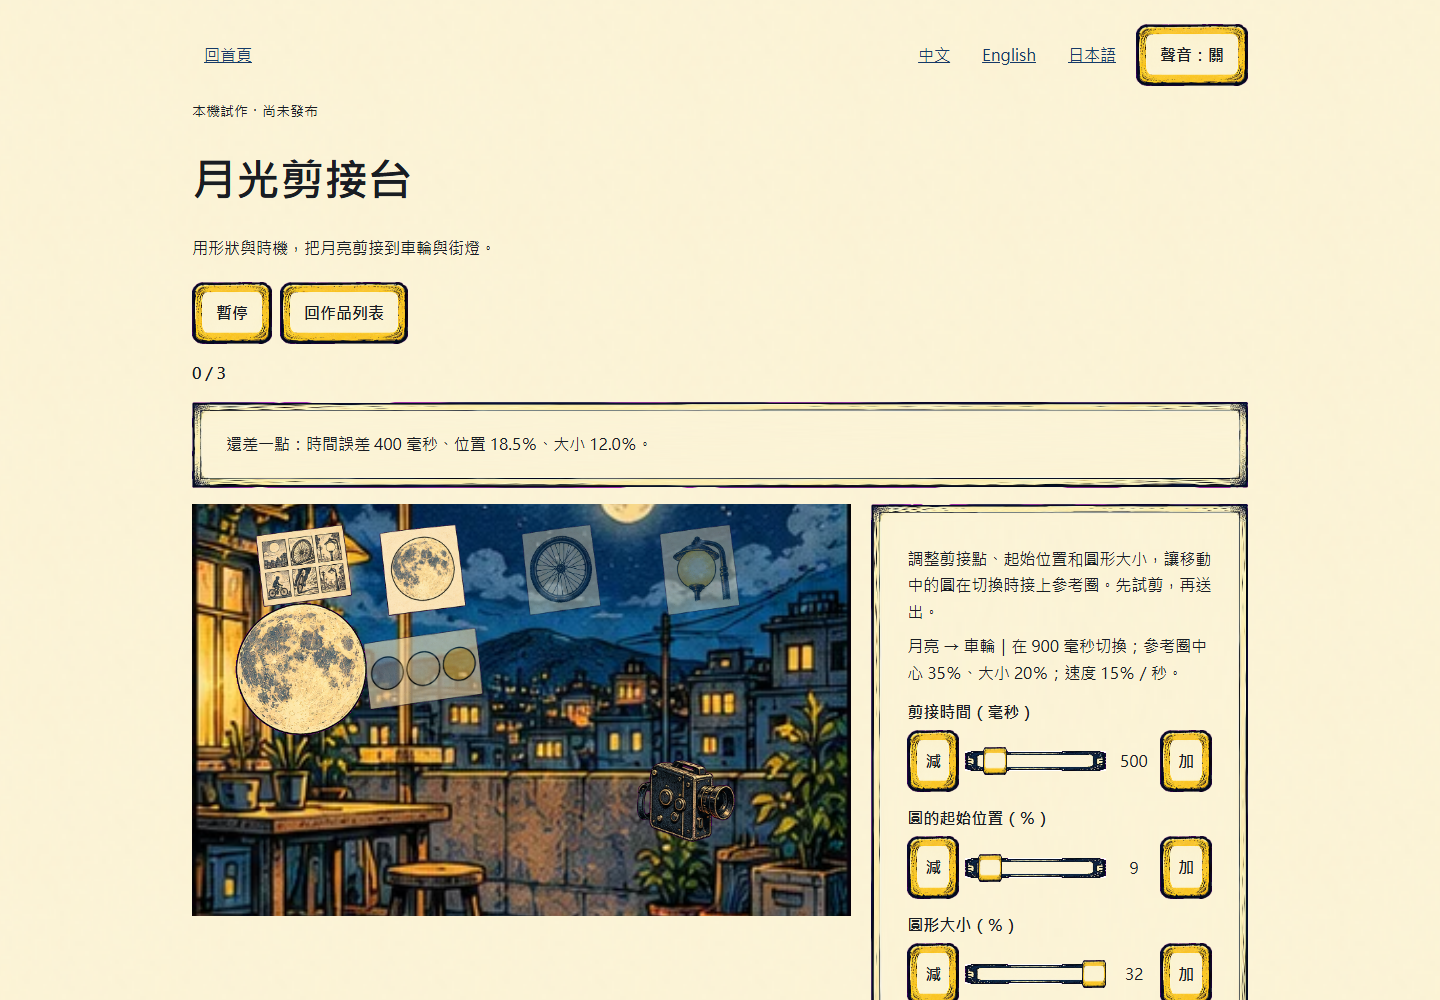 回首頁
中文
English
日本語
聲音：關
本機試作・尚未發布
月光剪接台
用形狀與時機，把月亮剪接到車輪與街燈。
暫停
回作品列表
0 / 3
還差一點：時間誤差 400 毫秒、位置 18.5%、大小 12.0%。
調整剪接點、起始位置和圓形大小，讓移動
中的圓在切換時接上參考圈。先試剪，再送
出。
月亮 → 車輪｜在 900 毫秒切換；參考圈中
心 35%、大小 20%；速度 15% / 秒。
剪接時間（毫秒）
減
500
加
圓的起始位置（%）
減
9
加
圓形大小（%）
減
32
加